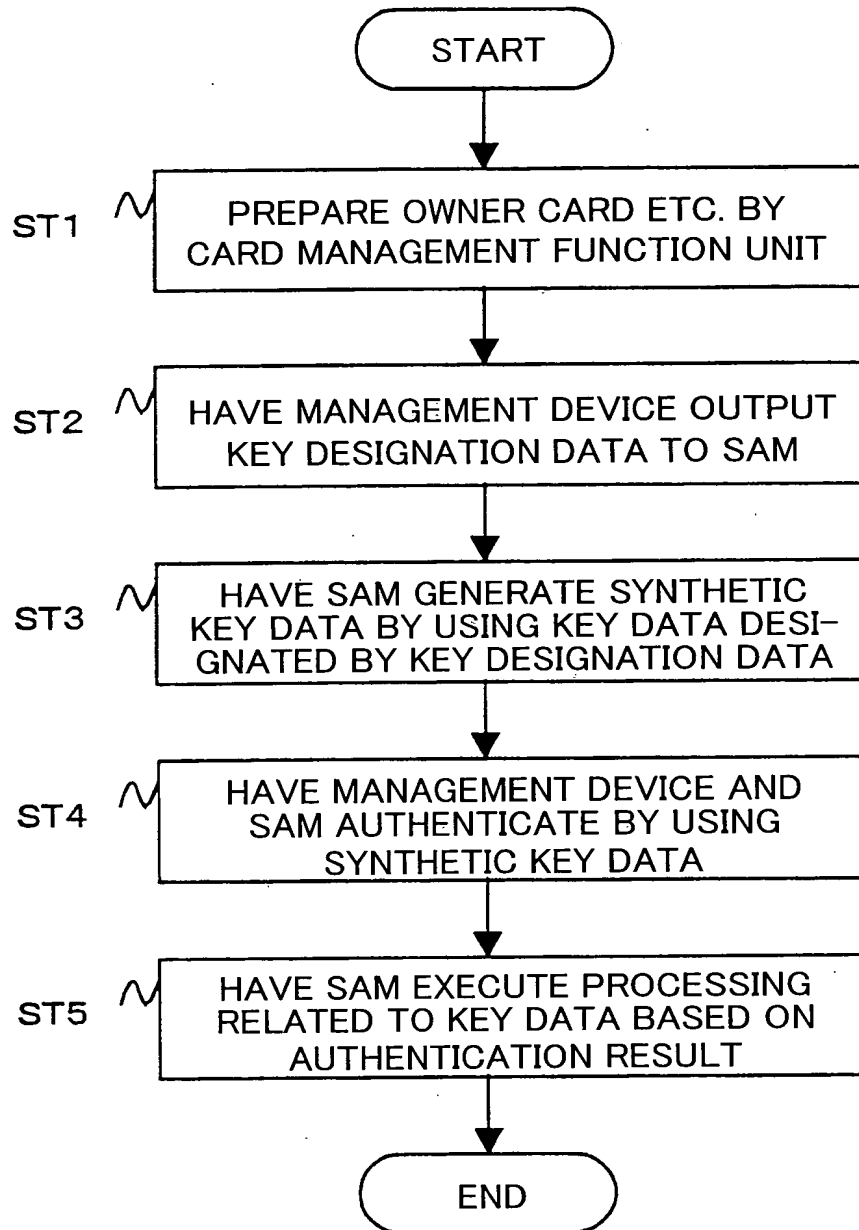 START
ST1
PREPARE OWNER CARD ETC. BY
CARD MANAGEMENT FUNCTION UNIT
ST2
HAVE MANAGEMENT DEVICE OUTPUT
KEY DESIGNATION DATA TO SAM
ST3
HAVE SAM GENERATE SYNTHETIC
KEY DATA BY USING KEY DATA DESI-
GNATED BY KEY DESIGNATION DATA
ST4
HAVE MANAGEMENT DEVICE AND
SAM AUTHENTICATE BY USING
SYNTHETIC KEY DATA
ST5
HAVE SAM EXECUTE PROCESSING
RELATED TO KEY DATA BASED ON
AUTHENTICATION RESULT
END